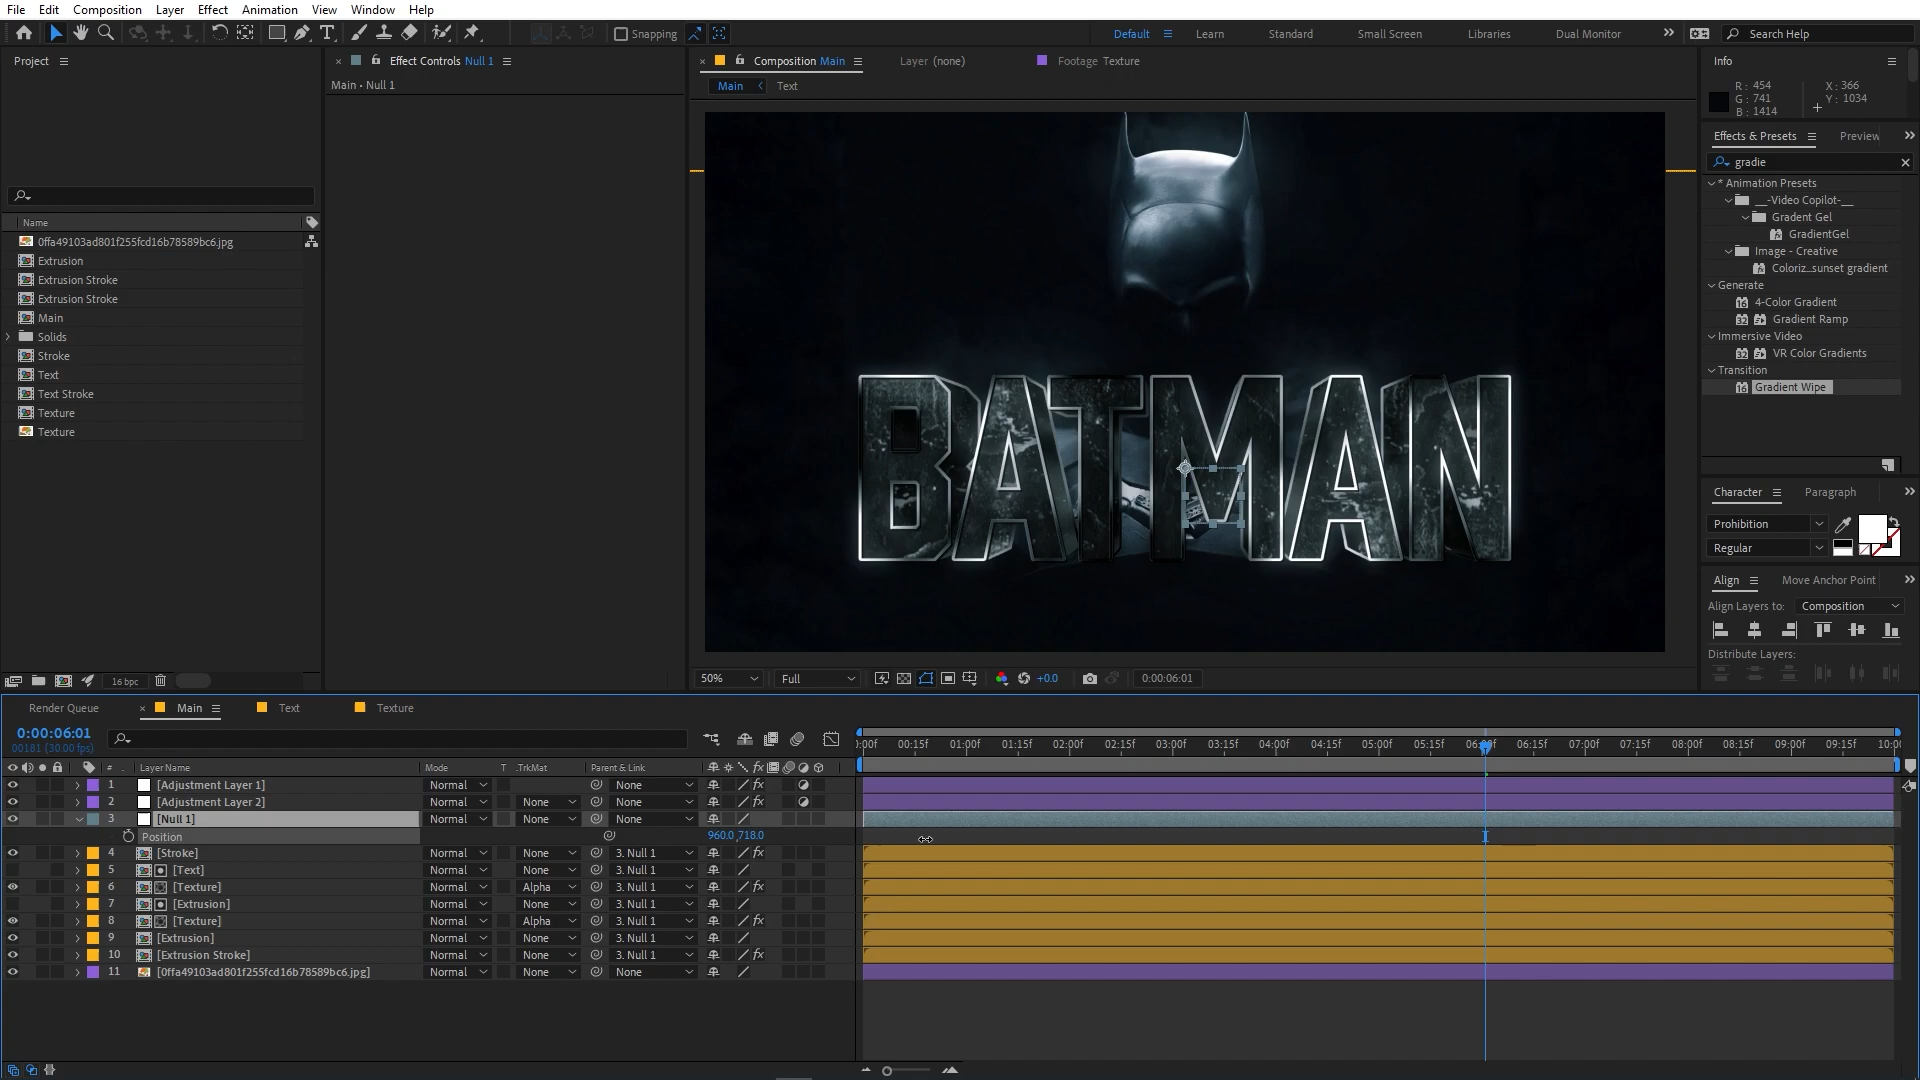 File Edit Composition Layer Effect Animation View Window Help
Snapping Default Learn Standard Small Screen Libraries Dual Monitor Search Help
Project
Effect Controls Null 1
Main • Null 1
Composition Main Layer (none) Footage Texture
Main Text
Info
R: 454
G: 741
B: 1414
X: 366
Y: 1034
Effects & Presets Preview
gradie
* Animation Presets
__-Video Copilot-__
Gradent Gel
GradientGel
Image - Creative
Coloriz...sunset gradient
Generate
4-Color Gradient
Gradient Ramp
Immersive Video
VR Color Gradients
Transition
Gradient Wipe
Name
0ffa49103ad801f255fcd16b78589bc6.jpg
Extrusion
Extrusion Stroke
Extrusion Stroke
Main
Solids
Stroke
Text
Text Stroke
Texture
Texture
BATMAN
Character Paragraph
Prohibition
Regular
Align Move Anchor Point
Align Layers to: Composition
Distribute Layers:
16 bpc
50% Full +0.0 0:00:06:01
Render Queue Main Text Texture
0:00:06:01
00181 (30.00 fps)
:00f 00:15f 01:00f 01:15f 02:00f 02:15f 03:00f 03:15f 04:00f 04:15f 05:00f 05:15f 06:00f 06:15f 07:00f 07:15f 08:00f 08:15f 09:00f 09:15f 10:0
# Layer Name Mode T .TrkMat Parent & Link
1 [Adjustment Layer 1] Normal None
2 [Adjustment Layer 2] Normal None None
3 [Null 1] Normal None None
Position 960.0,718.0
4 [Stroke] Normal None 3. Null 1
5 [Text] Normal None 3. Null 1
6 [Texture] Normal Alpha 3. Null 1
7 [Extrusion] Normal None 3. Null 1
8 [Texture] Normal Alpha 3. Null 1
9 [Extrusion] Normal None 3. Null 1
10 [Extrusion Stroke] Normal None 3. Null 1
11 [0ffa49103ad801f255fcd16b78589bc6.jpg] Normal None None